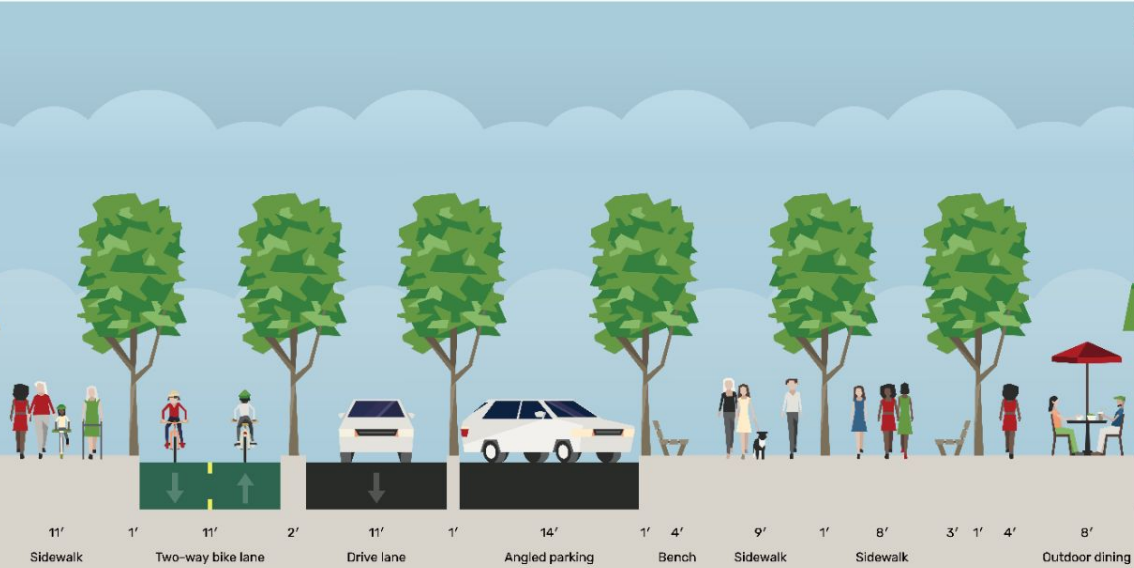 11′ 1′ 11′ 2′ 11′ 1′ 14′ 1′ 4′ 9′ 1′ 8′ 3′ 1′ 4′ 8′
Sidewalk Two-way bike lane Drive lane Angled parking Bench Sidewalk Sidewalk Outdoor dining